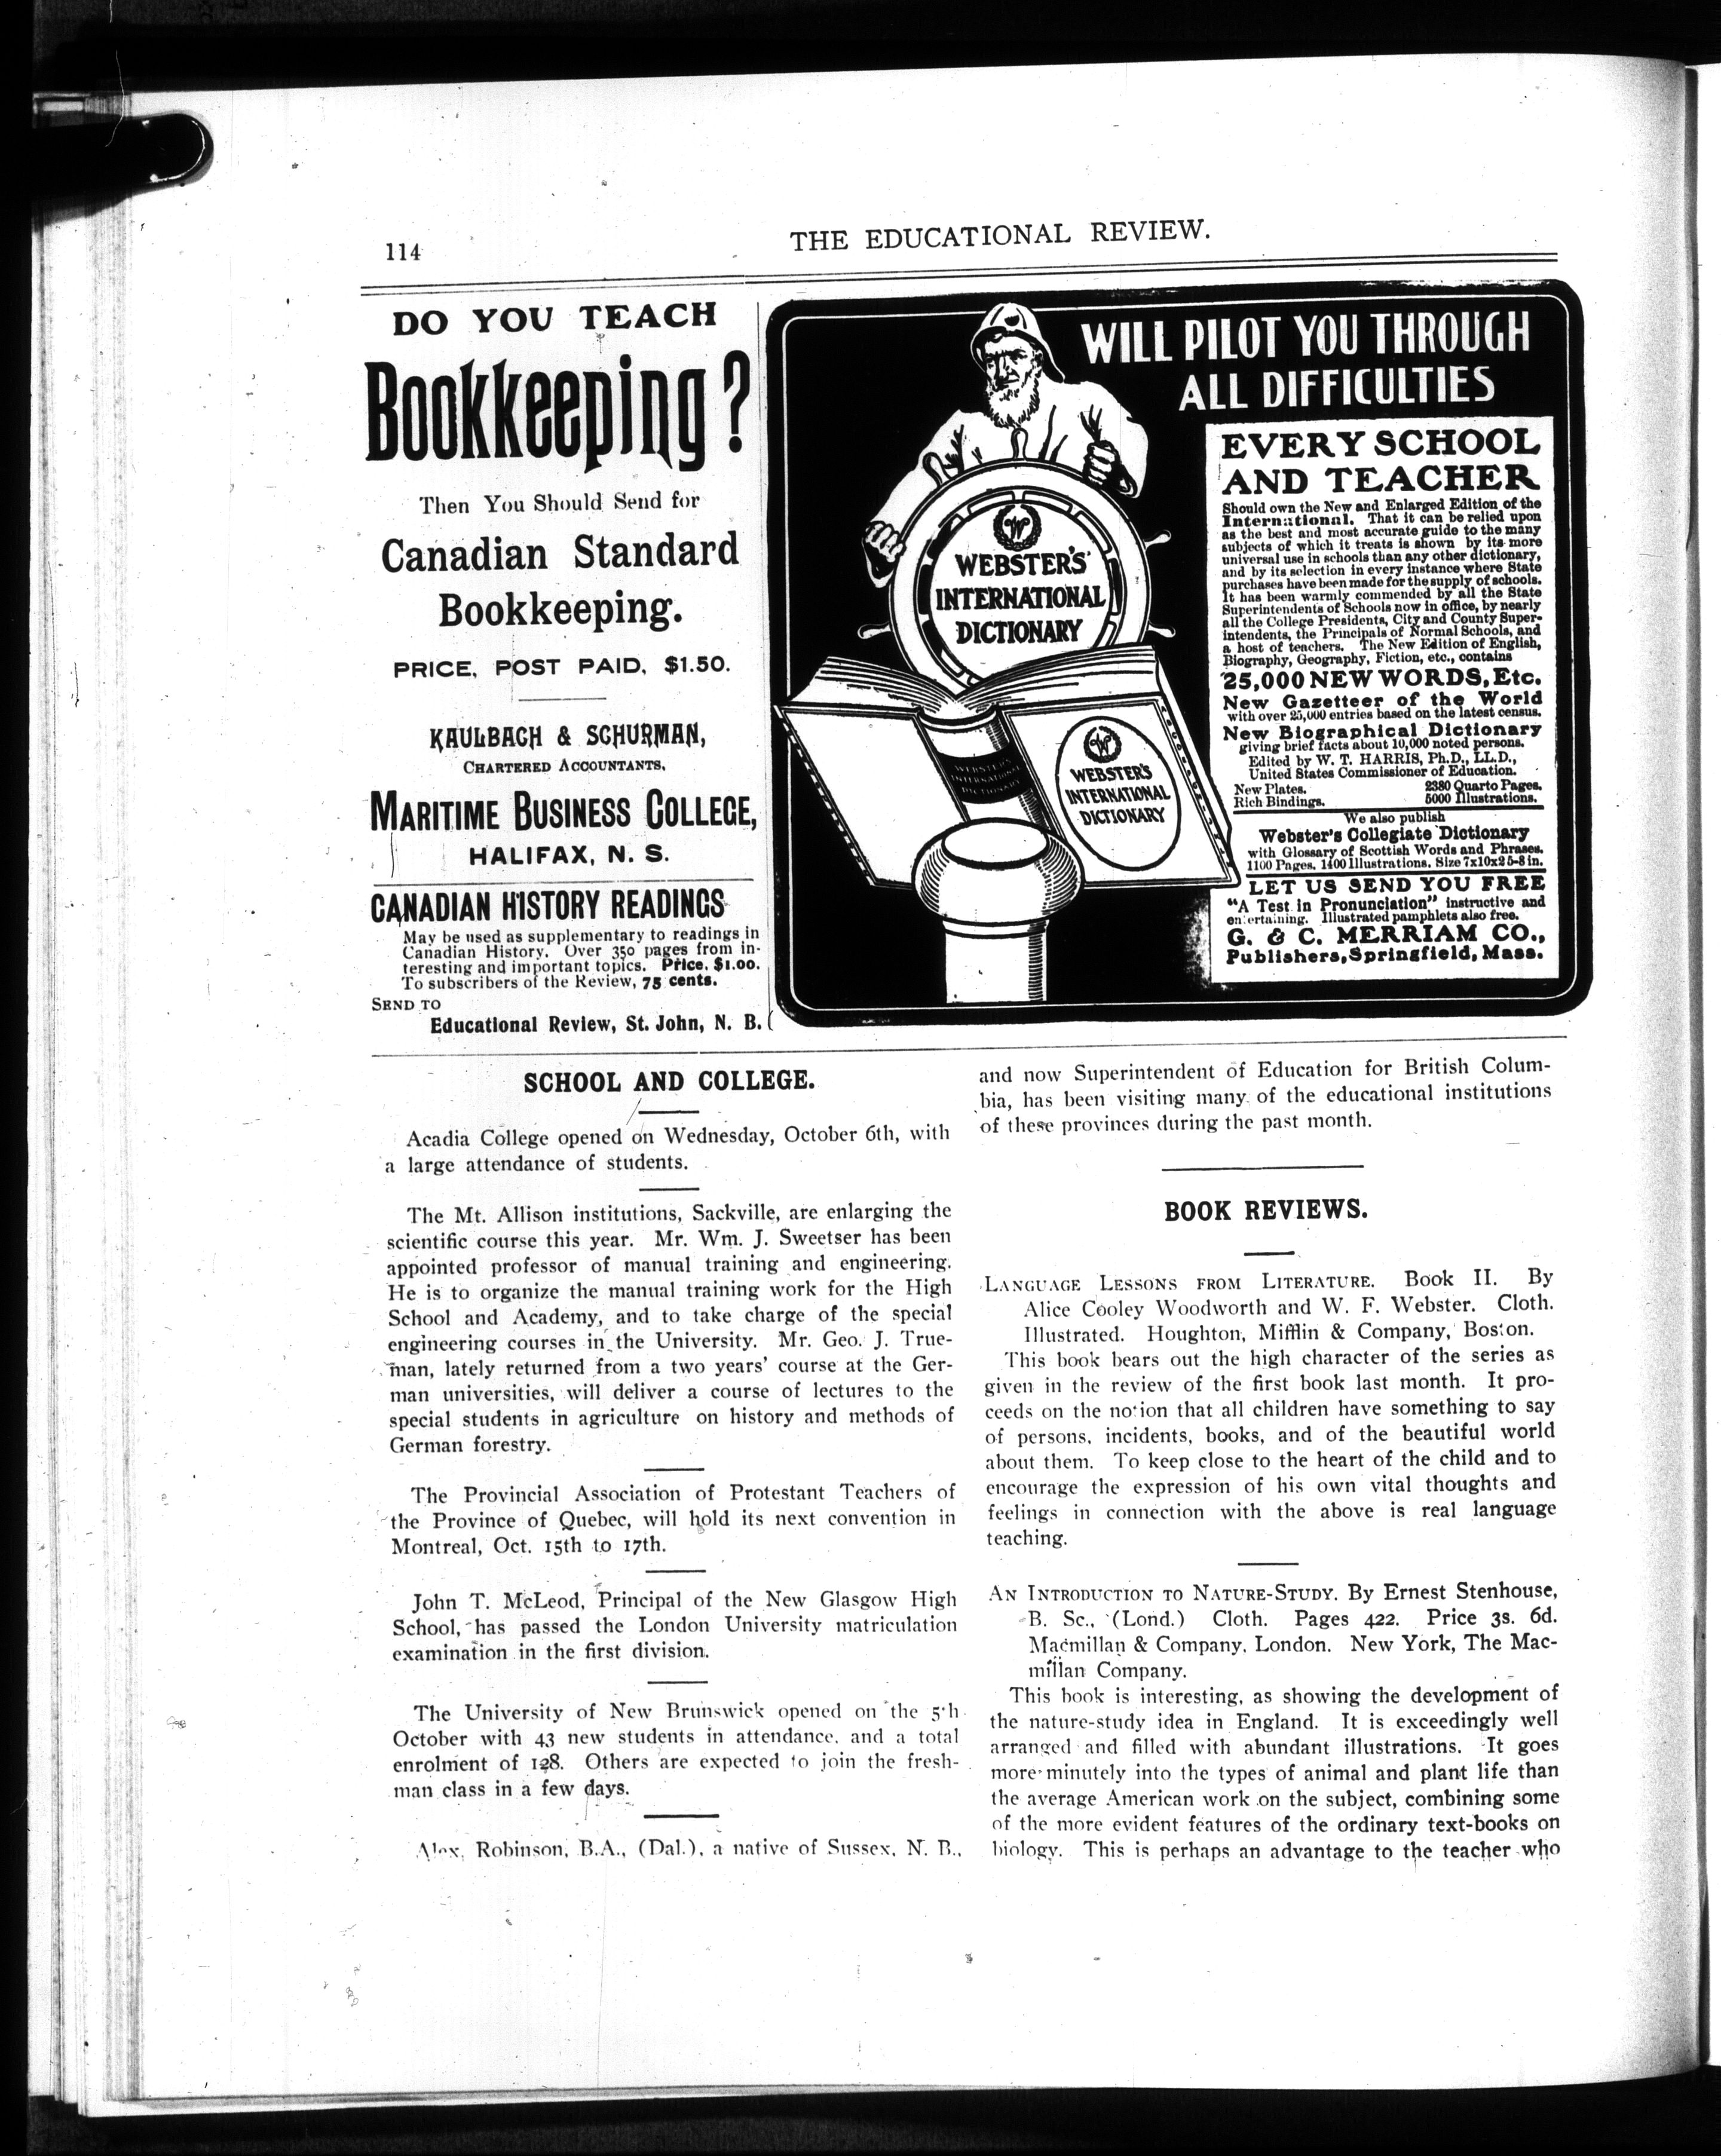 114
THE EDUCATIONAL REVIEW.
DO YOU TEACH
Bookkeeping?
Then You Should Send for
Canadian Standard
Bookkeeping.
PRICE, POST PAID, $1.50.
KAULBACH & SCHURMAN,
CHARTERED ACCOUNTANTS,
MARITIME BUSINESS COLLEGE,
HALIFAX, N. S.
CANADIAN HISTORY READINGS
May be used as supplementary to readings in
Canadian History. Over 350 pages from in-
teresting and important topics. Price, $1.00.
To subscribers of the Review, 75 cents.
SEND TO
Educational Review, St. John, N. B.
WILL PILOT YOU THROUGH
ALL DIFFICULTIES
W
WEBSTER'S
INTERNATIONAL
DICTIONARY
WEBSTER'S
INTERNATIONAL
DICTIONARY
W
WEBSTER'S
INTERNATIONAL
DICTIONARY
EVERY SCHOOL
AND TEACHER
Should own the New and Enlarged Edition of the
International. That it can be relied upon
as the best and most accurate guide to the many
subjects of which it treats is shown by its more
universal use in schools than any other dictionary,
and by its selection in every instance where State
purchases have been made for the supply of schools.
It has been warmly commended by all the State
Superintendents of Schools now in office, by nearly
all the College Presidents, City and County Super-
intendents, the Principals of Normal Schools, and
a host of teachers. The New Edition of English,
Biography, Geography, Fiction, etc., contains
25,000 NEW WORDS, Etc.
New Gazetteer of the World
with over 25,000 entries based on the latest census.
New Biographical Dictionary
giving brief facts about 10,000 noted persons.
Edited by W. T. HARRIS, Ph.D., LL.D.,
United States Commissioner of Education.
New Plates. 2380 Quarto Pages.
Rich Bindings. 5000 Illustrations.
We also publish
Webster's Collegiate Dictionary
with Glossary of Scottish Words and Phrases.
1100 Pages. 1400 Illustrations. Size 7x10x2 5-8 in.
LET US SEND YOU FREE
"A Test in Pronunciation" instructive and
entertaining. Illustrated pamphlets also free.
G. & C. MERRIAM CO.,
Publishers, Springfield, Mass.
SCHOOL AND COLLEGE.
Acadia College opened on Wednesday, October 6th, with
a large attendance of students.
The Mt. Allison institutions, Sackville, are enlarging the
scientific course this year. Mr. Wm. J. Sweetser has been
appointed professor of manual training and engineering.
He is to organize the manual training work for the High
School and Academy, and to take charge of the special
engineering courses in the University. Mr. Geo. J. True-
man, lately returned from a two years' course at the Ger-
man universities, will deliver a course of lectures to the
special students in agriculture on history and methods of
German forestry.
The Provincial Association of Protestant Teachers of
the Province of Quebec, will hold its next convention in
Montreal, Oct. 15th to 17th.
John T. McLeod, Principal of the New Glasgow High
School, has passed the London University matriculation
examination in the first division.
The University of New Brunswick opened on the 5th
October with 43 new students in attendance, and a total
enrolment of 128. Others are expected to join the fresh-
man class in a few days.
Alex. Robinson, B.A., (Dal.), a native of Sussex, N. B.,
and now Superintendent of Education for British Colum-
bia, has been visiting many of the educational institutions
of these provinces during the past month.
BOOK REVIEWS.
LANGUAGE LESSONS FROM LITERATURE. Book II. By
Alice Cooley Woodworth and W. F. Webster. Cloth.
Illustrated. Houghton, Mifflin & Company, Boston.
This book bears out the high character of the series as
given in the review of the first book last month. It pro-
ceeds on the notion that all children have something to say
of persons, incidents, books, and of the beautiful world
about them. To keep close to the heart of the child and to
encourage the expression of his own vital thoughts and
feelings in connection with the above is real language
teaching.
AN INTRODUCTION TO NATURE-STUDY. By Ernest Stenhouse,
B. Sc., (Lond.) Cloth. Pages 422. Price 3s. 6d.
Macmillan & Company, London. New York, The Mac-
millan Company.
This book is interesting, as showing the development of
the nature-study idea in England. It is exceedingly well
arranged and filled with abundant illustrations. It goes
more minutely into the types of animal and plant life than
the average American work on the subject, combining some
of the more evident features of the ordinary text-books on
biology. This is perhaps an advantage to the teacher who